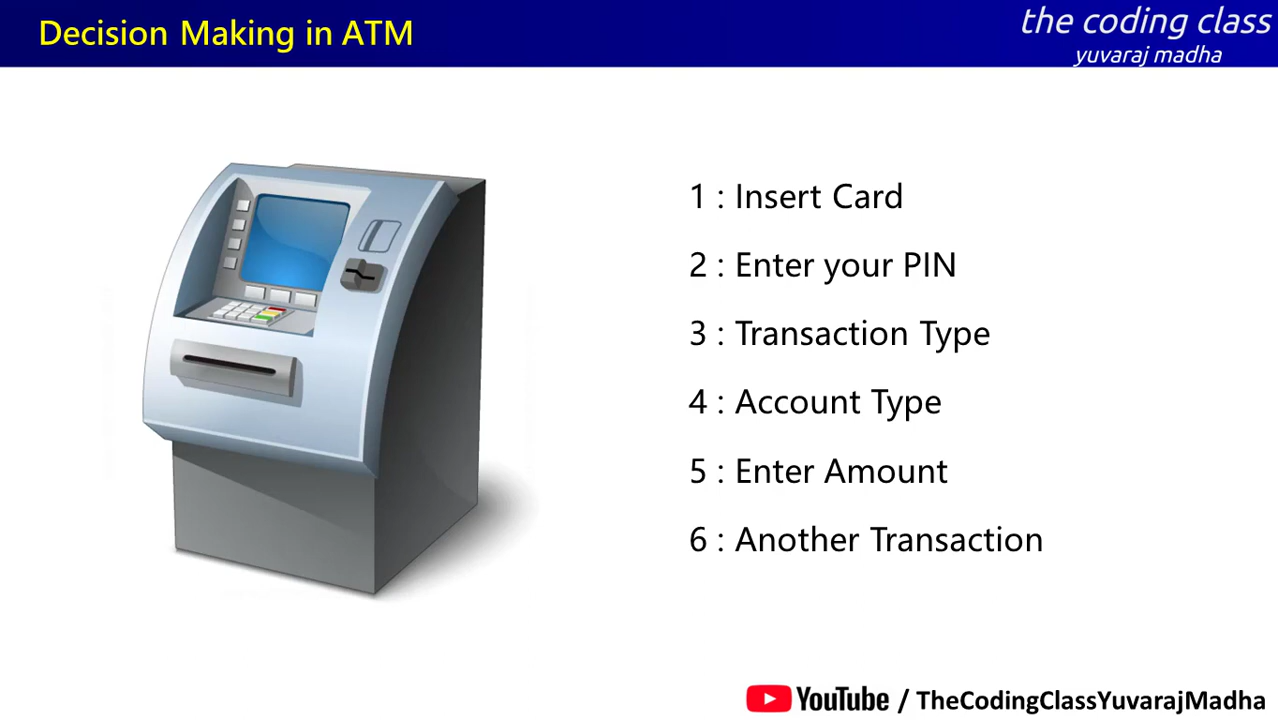 Decision Making in ATM
the coding class
yuvaraj madha
1 : Insert Card
2 : Enter your PIN
3 : Transaction Type
4 : Account Type
5 : Enter Amount
6 : Another Transaction
YouTube / TheCodingClassYuvarajMadha